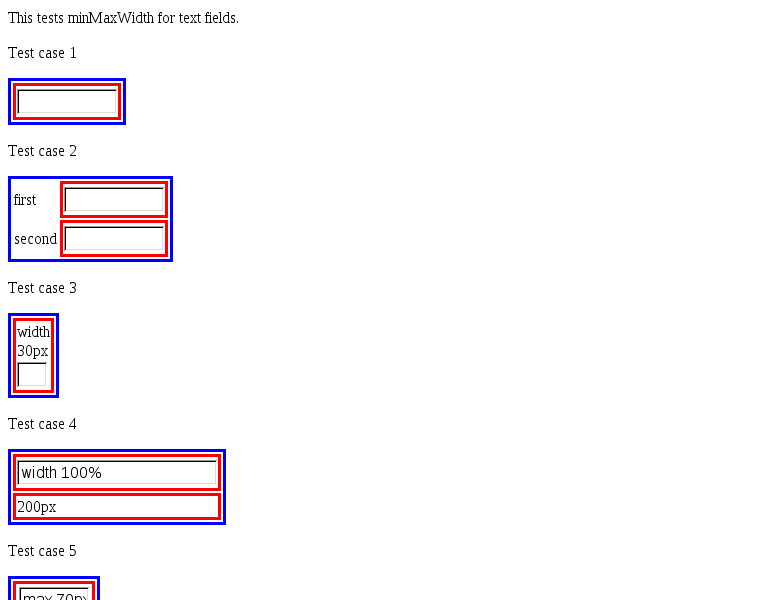 This tests minMaxWidth for text fields.
Test case 1
Test case 2
first
second
Test case 3
width
30px
Test case 4
width 100%
200px
Test case 5
max 70px